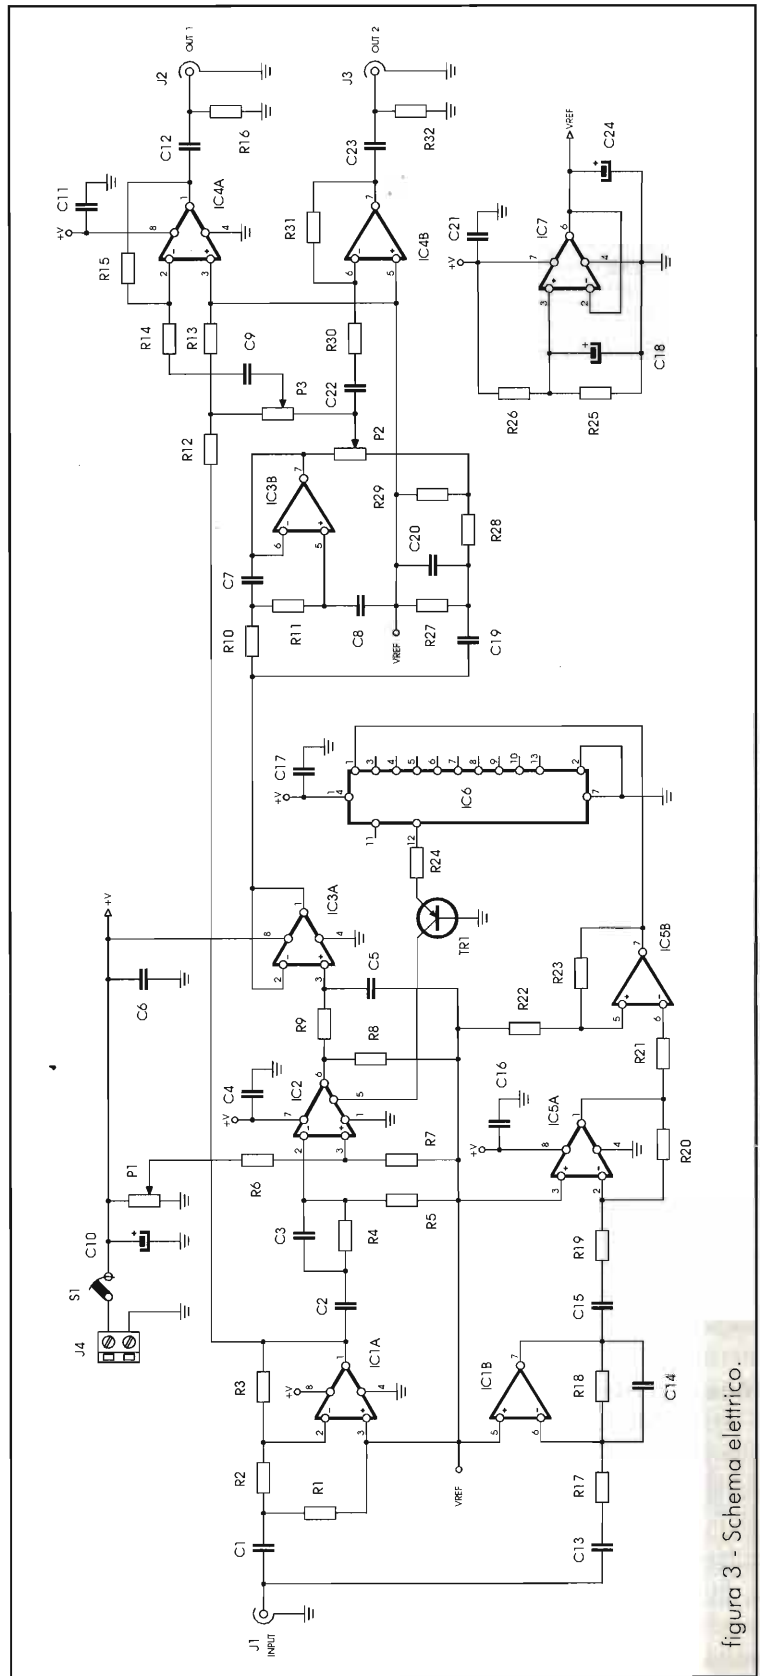 J4
S1
C10
P1
C6
+V
R12
R14
R15
C11
+V
C12
J2
OUT 1
R13
2
3
8
1
4
IC4A
R16
C9
P3
R3
R6
C4
+V
R10
C7
IC3B
6
5
7
-
+
R11
C8
P2
C22
R30
R31
6
5
7
IC4B
C23
J3
OUT 2
R32
J1
INPUT
C1
R2
R1
2
3
+V
8
1
4
-
+
IC1A
C2
C3
R4
R5
R7
2
3
7
6
5
1
4
IC2
R9
R8
2
3
8
1
4
-
+
IC3A
C5
+V
C17
VREF
R27
C20
R29
C19
R28
TR1
R24
11
12
14
1
3
4
5
6
7
8
9
10
13
2
7
IC6
VREF
5
6
7
+
-
IC1B
C13
R17
R18
C14
C15
R19
+V
C16
3
2
8
1
4
+
-
IC5A
R20
R21
R22
R23
5
6
7
+
-
IC5B
R26
R25
+V
C21
3
2
7
6
4
+
-
IC7
C18
+
C24
+
VREF
figura 3 - Schema elettrico.